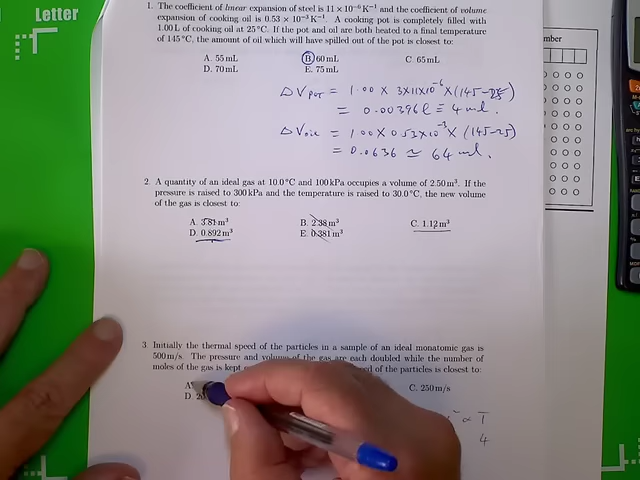 Letter
1. The coefficient of linear expansion of steel is 11 × 10⁻⁶ K⁻¹ and the coefficient of volume
expansion of cooking oil is 0.53 × 10⁻³ K⁻¹. A cooking pot is completely filled with
1.00 L of cooking oil at 25 °C. If the pot and oil are both heated to a final temperature
of 145 °C, the amount of oil which will have spilled out of the pot is closest to:
A. 55 mL B. 60 mL C. 65 mL
D. 70 mL E. 75 mL
ΔVpot = 1.00 × 3×11×10⁻⁶ × (145-25)
= 0.00396 l = 4 ml.
ΔVoil = 1.00 × 0.53×10⁻³ × (145-25)
= 0.0636 ≃ 64 ml.
2. A quantity of an ideal gas at 10.0 °C and 100 kPa occupies a volume of 2.50 m³. If the
pressure is raised to 300 kPa and the temperature is raised to 30.0 °C, the new volume
of the gas is closest to:
A. 3.81 m³ B. 2.38 m³ C. 1.12 m³
D. 0.892 m³ E. 0.381 m³
3 Initially the thermal speed of the particles in a sample of an ideal monatomic gas is
500 m/s. The pressure and volume of the gas are each doubled while the number of
moles of the gas is kept of the particles is closest to:
A C. 250 m/s
D.
∝ T
4
mber